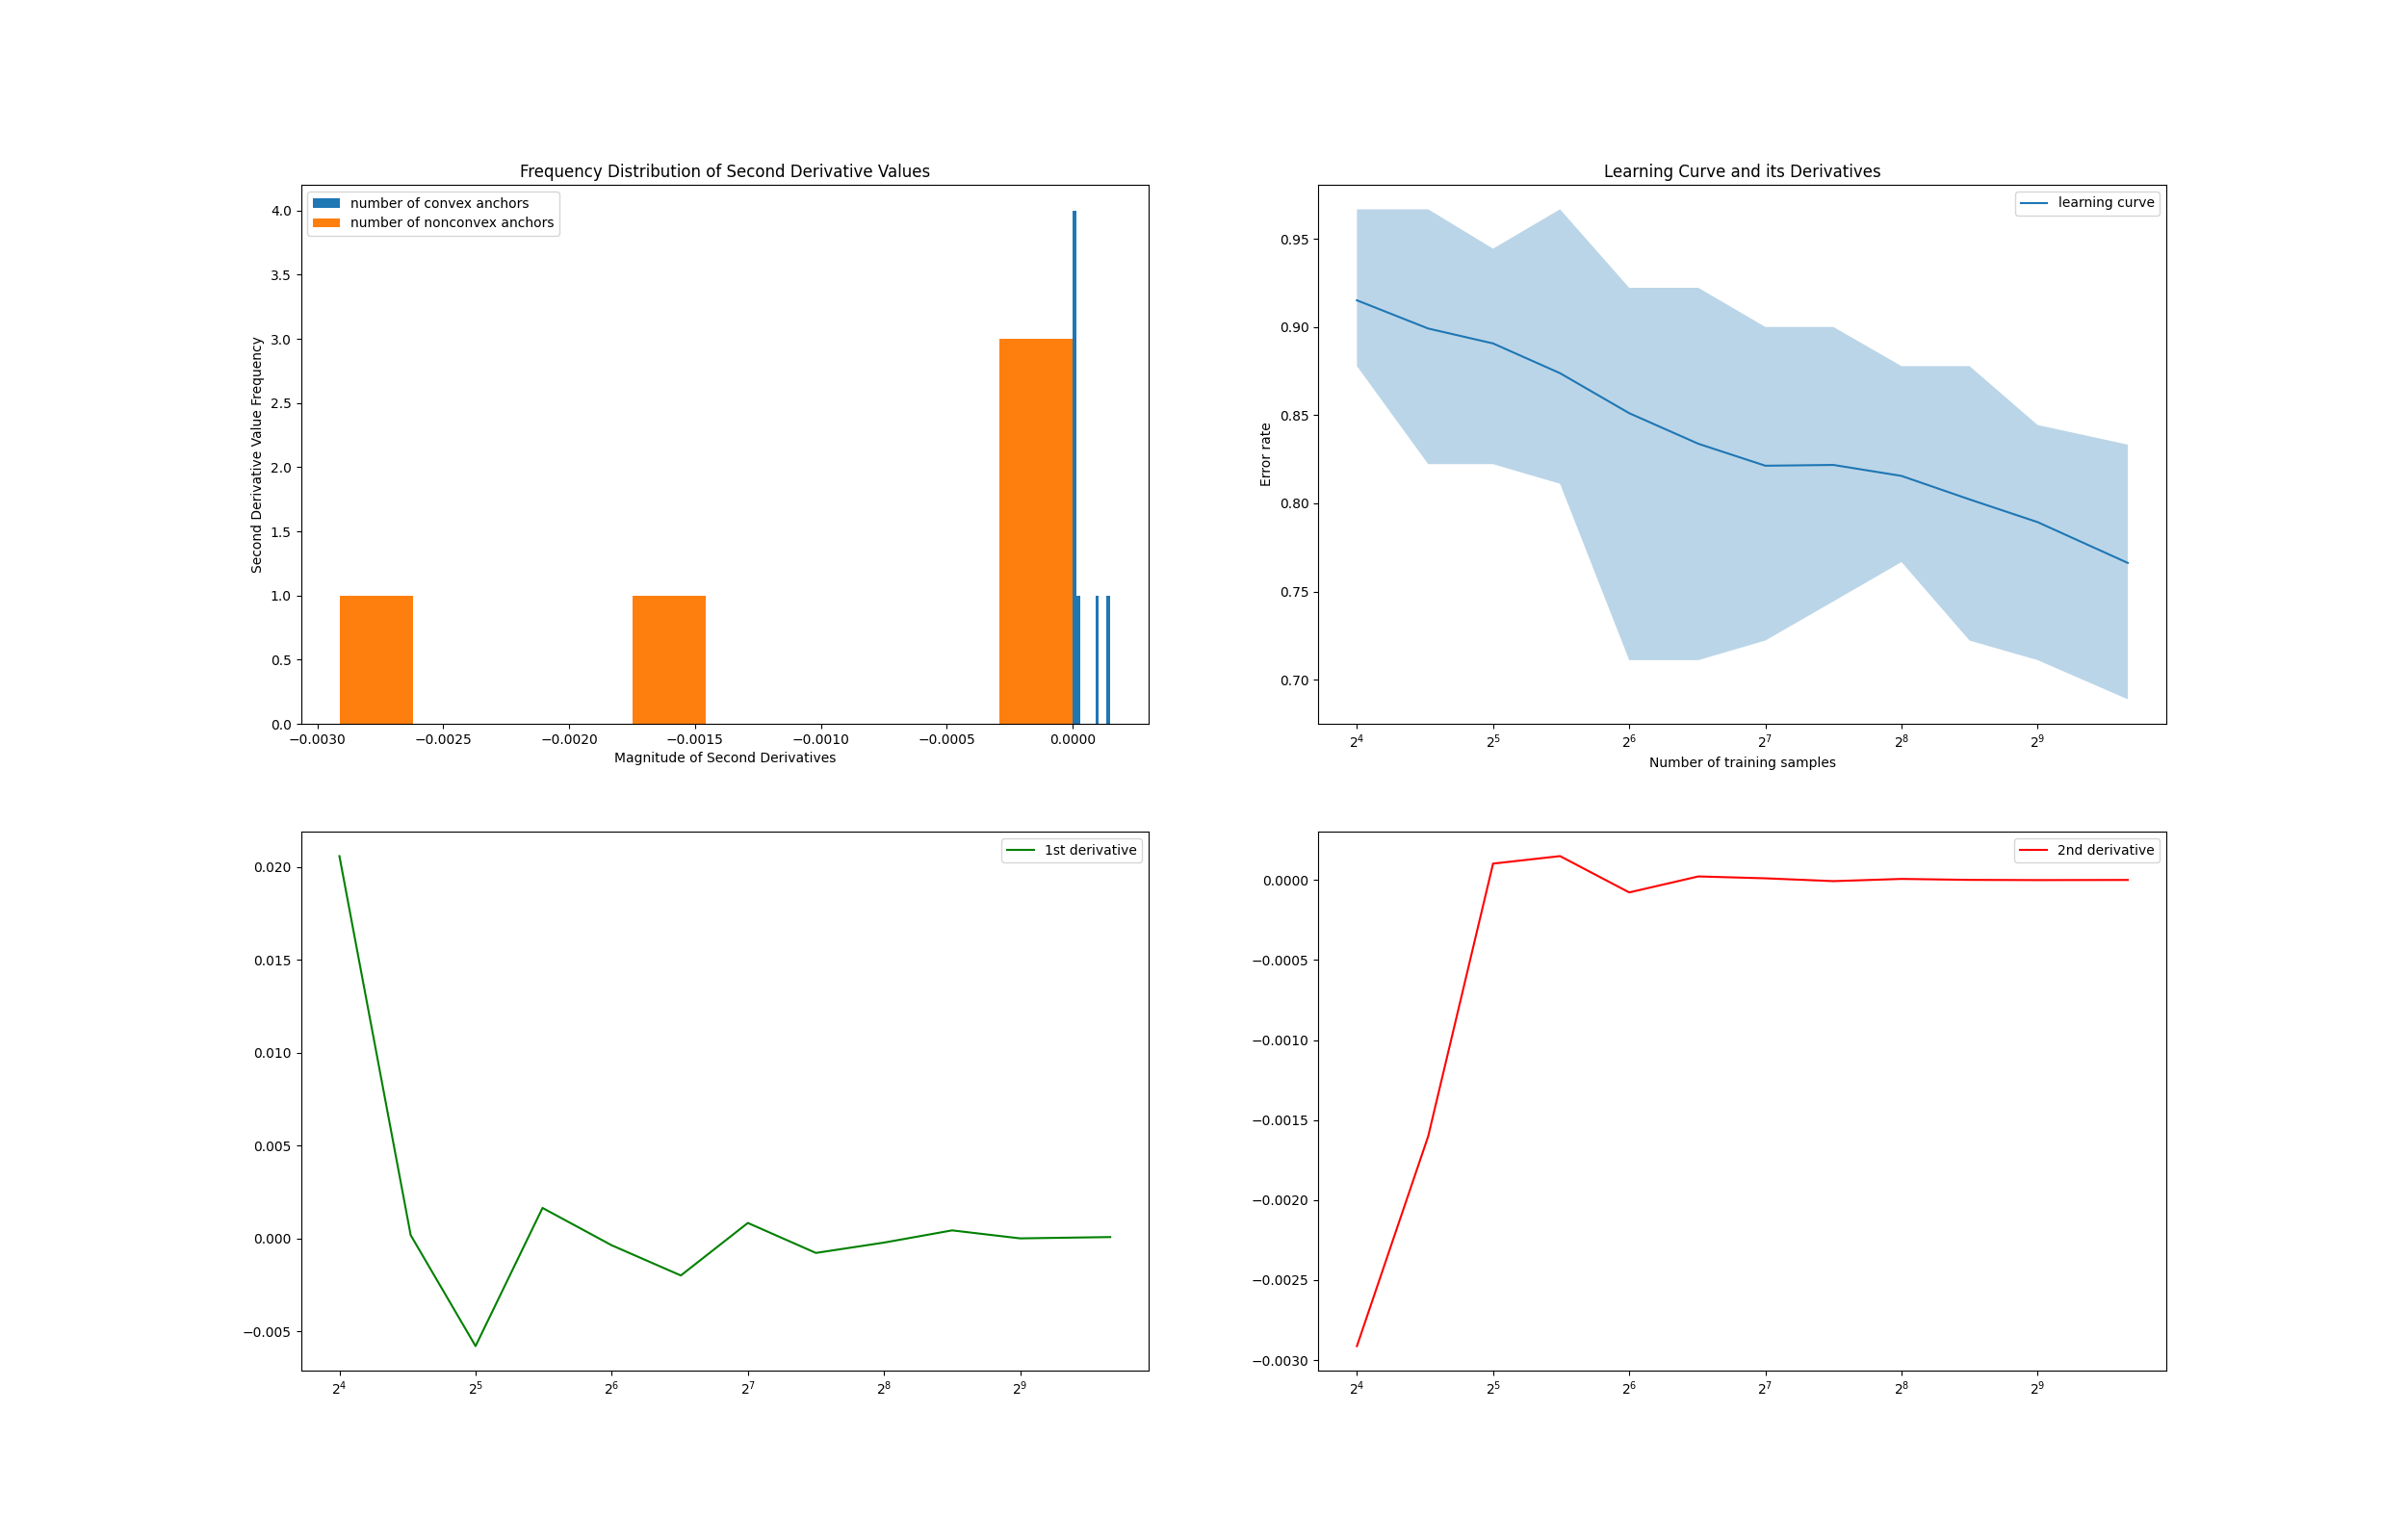 Frequency Distribution of Second Derivative Values
number of convex anchors
number of nonconvex anchors
4.0
3.5
3.0
2.5
2.0
1.5
1.0
0.5
0.0
Second Derivative Value Frequency
−0.0030 −0.0025 −0.0020 −0.0015 −0.0010 −0.0005 0.0000
Magnitude of Second Derivatives
Learning Curve and its Derivatives
learning curve
0.95
0.90
0.85
0.80
0.75
0.70
Error rate
2⁴ 2⁵ 2⁶ 2⁷ 2⁸ 2⁹
Number of training samples
1st derivative
0.020
0.015
0.010
0.005
0.000
−0.005
2⁴ 2⁵ 2⁶ 2⁷ 2⁸ 2⁹
2nd derivative
0.0000
−0.0005
−0.0010
−0.0015
−0.0020
−0.0025
−0.0030
2⁴ 2⁵ 2⁶ 2⁷ 2⁸ 2⁹